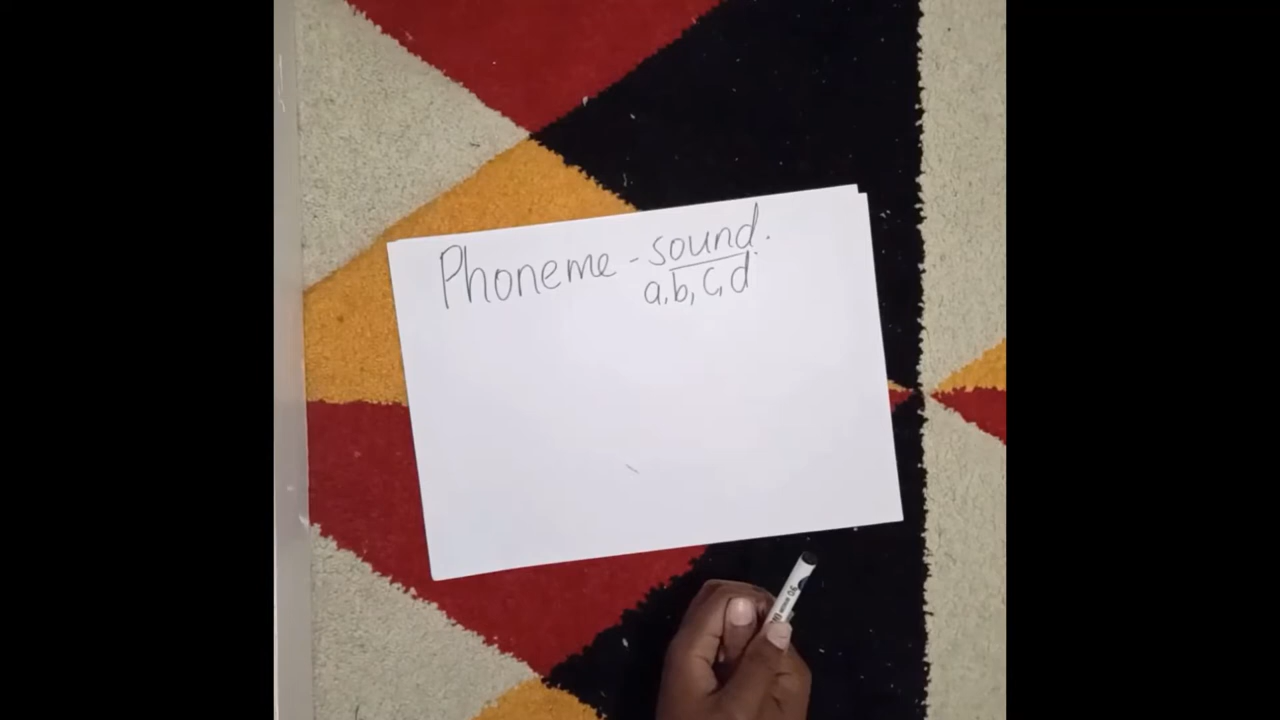 Phoneme - sound.
a, b, c, d